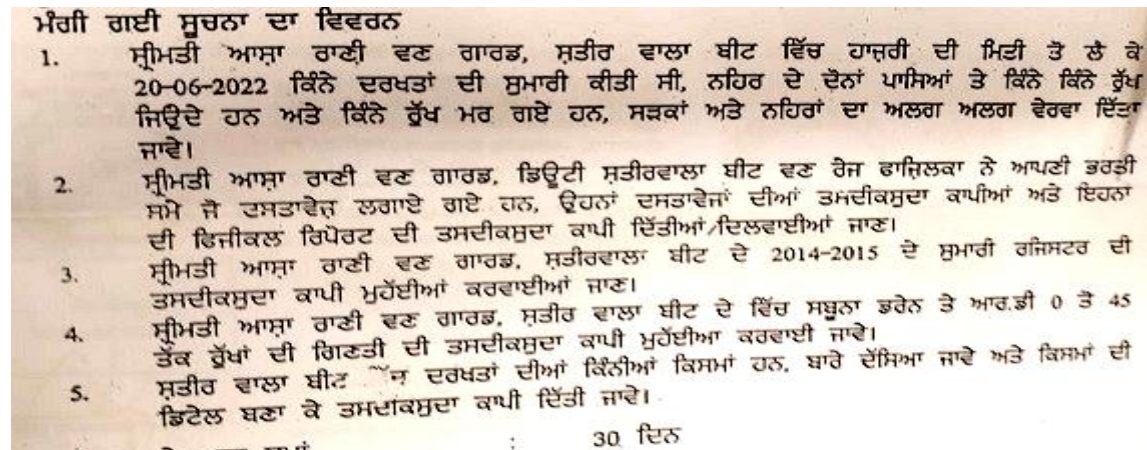 ਮੰਗੀ ਗਈ ਸੂਚਨਾ ਦਾ ਵਿਵਰਨ
1. ਸ਼੍ਰੀਮਤੀ ਆਸ਼ਾ ਰਾਣੀ ਵਣ ਗਾਰਡ, ਸ਼ਤੀਰ ਵਾਲਾ ਬੀਟ ਵਿੱਚ ਹਾਜ਼ਰੀ ਦੀ ਮਿਤੀ ਤੋ ਲੈ ਕੇ
20-06-2022 ਕਿੰਨੇ ਦਰਖਤਾਂ ਦੀ ਸੁਮਾਰੀ ਕੀਤੀ ਸੀ, ਨਹਿਰ ਦੇ ਦੋਨਾਂ ਪਾਸਿਆਂ ਤੇ ਕਿੰਨੇ ਕਿੰਨੇ ਰੁੱਖ
ਜਿਉਦੇ ਹਨ ਅਤੇ ਕਿੰਨੇ ਰੁੱਖ ਮਰ ਗਏ ਹਨ, ਸੜਕਾਂ ਅਤੇ ਨਹਿਰਾਂ ਦਾ ਅਲਗ ਅਲਗ ਵੇਰਵਾ ਦਿੱਤਾ
ਜਾਵੇ।
2. ਸ਼੍ਰੀਮਤੀ ਆਸ਼ਾ ਰਾਣੀ ਵਣ ਗਾਰਡ, ਡਿਊਟੀ ਸ਼ਤੀਰਵਾਲਾ ਬੀਟ ਵਣ ਰੇਂਜ ਫਾਜ਼ਿਲਕਾ ਨੇ ਆਪਣੀ ਭਰਤੀ
ਸਮੇ ਜੋ ਦਸਤਾਵੇਜ਼ ਲਗਾਏ ਗਏ ਹਨ, ਉਹਨਾਂ ਦਸਤਾਵੇਜਾਂ ਦੀਆਂ ਤਸਦੀਕਸੁਦਾ ਕਾਪੀਆਂ ਅਤੇ ਇਹਨਾਂ
ਦੀ ਫਿਜੀਕਲ ਰਿਪੋਰਟ ਦੀ ਤਸਦੀਕਸੁਦਾ ਕਾਪੀ ਦਿੱਤੀਆਂ/ਦਿਲਵਾਈਆਂ ਜਾਣ।
3. ਸ਼੍ਰੀਮਤੀ ਆਸ਼ਾ ਰਾਣੀ ਵਣ ਗਾਰਡ, ਸ਼ਤੀਰਵਾਲਾ ਬੀਟ ਦੇ 2014-2015 ਦੇ ਸੁਮਾਰੀ ਰਜਿਸਟਰ ਦੀ
ਤਸਦੀਕਸੁਦਾ ਕਾਪੀ ਮੁਹੱਈਆਂ ਕਰਵਾਈਆਂ ਜਾਣ।
4. ਸ਼੍ਰੀਮਤੀ ਆਸ਼ਾ ਰਾਣੀ ਵਣ ਗਾਰਡ, ਸ਼ਤੀਰ ਵਾਲਾ ਬੀਟ ਦੇ ਵਿੱਚ ਸਬੂਨਾ ਡਰੇਨ ਤੇ ਆਰ.ਡੀ 0 ਤੋ 45
ਤੱਕ ਰੁੱਖਾਂ ਦੀ ਗਿਣਤੀ ਦੀ ਤਸਦੀਕਸੁਦਾ ਕਾਪੀ ਮੁਹੱਈਆ ਕਰਵਾਈ ਜਾਵੇ।
5. ਸ਼ਤੀਰ ਵਾਲਾ ਬੀਟ ਦਰਖਤਾਂ ਦੀਆਂ ਕਿੰਨੀਆਂ ਕਿਸਮਾਂ ਹਨ, ਬਾਰੇ ਦੱਸਿਆ ਜਾਵੇ ਅਤੇ ਕਿਸਮਾਂ ਦੀ
ਡਿਟੇਲ ਬਣਾ ਕੇ ਤਸਦੀਕਸੁਦਾ ਕਾਪੀ ਦਿੱਤੀ ਜਾਵੇ।
: 30 ਦਿਨ